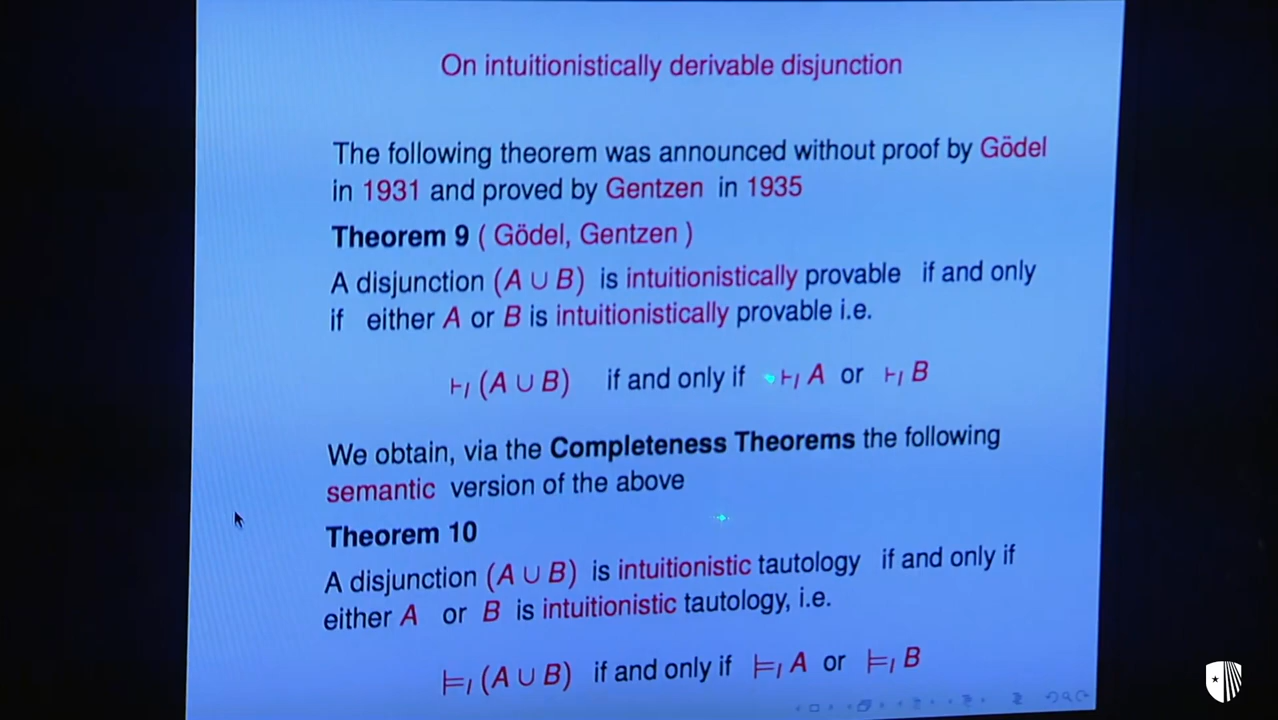 On intuitionistically derivable disjunction
The following theorem was announced without proof by Gödel
in 1931 and proved by Gentzen in 1935
Theorem 9 ( Gödel, Gentzen )
A disjunction (A ∪ B) is intuitionistically provable if and only
if either A or B is intuitionistically provable i.e.
⊢I (A ∪ B) if and only if ⊢I A or ⊢I B
We obtain, via the Completeness Theorems the following
semantic version of the above
Theorem 10
A disjunction (A ∪ B) is intuitionistic tautology if and only if
either A or B is intuitionistic tautology, i.e.
⊨I (A ∪ B) if and only if ⊨I A or ⊨I B